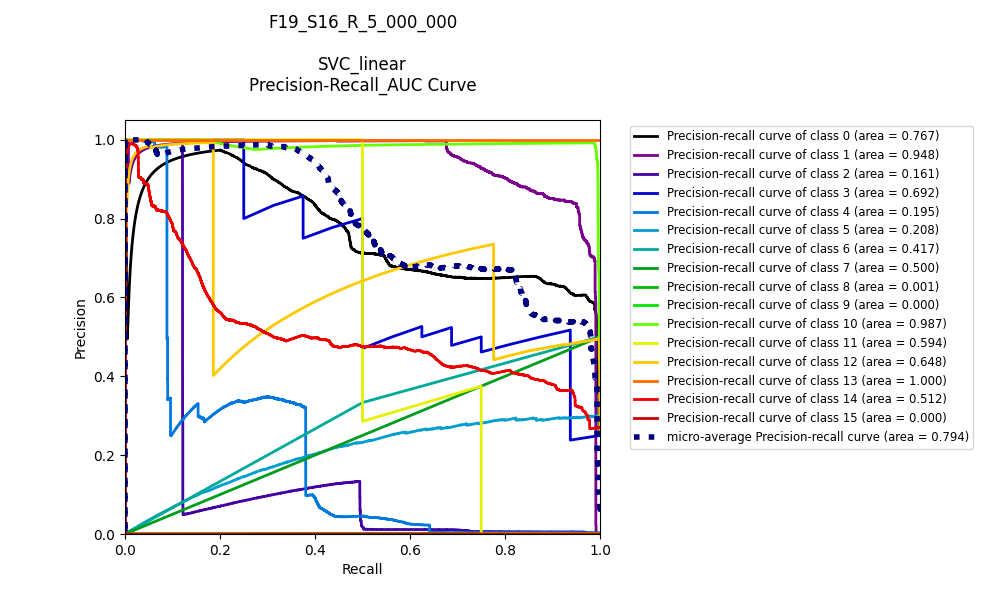 F19_S16_R_5_000_000
SVC_linear
Precision-Recall_AUC Curve
1.0
0.8
0.6
0.4
0.2
0.0
Precision
0.0 0.2 0.4 0.6 0.8 1.0
Recall
Precision-recall curve of class 0 (area = 0.767)
Precision-recall curve of class 1 (area = 0.948)
Precision-recall curve of class 2 (area = 0.161)
Precision-recall curve of class 3 (area = 0.692)
Precision-recall curve of class 4 (area = 0.195)
Precision-recall curve of class 5 (area = 0.208)
Precision-recall curve of class 6 (area = 0.417)
Precision-recall curve of class 7 (area = 0.500)
Precision-recall curve of class 8 (area = 0.001)
Precision-recall curve of class 9 (area = 0.000)
Precision-recall curve of class 10 (area = 0.987)
Precision-recall curve of class 11 (area = 0.594)
Precision-recall curve of class 12 (area = 0.648)
Precision-recall curve of class 13 (area = 1.000)
Precision-recall curve of class 14 (area = 0.512)
Precision-recall curve of class 15 (area = 0.000)
micro-average Precision-recall curve (area = 0.794)